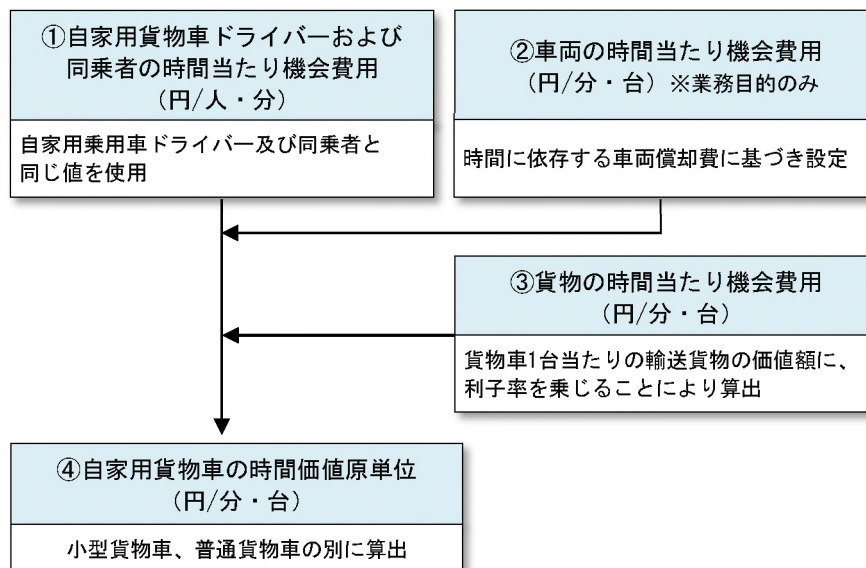 ①自家用貨物車ドライバーおよび
同乗者の時間当たり機会費用
（円/人・分）
自家用乗用車ドライバー及び同乗者と
同じ値を使用
②車両の時間当たり機会費用
（円/分・台）※業務目的のみ
時間に依存する車両償却費に基づき設定
③貨物の時間当たり機会費用
（円/分・台）
貨物車1台当たりの輸送貨物の価値額に、
利子率を乗じることにより算出
④自家用貨物車の時間価値原単位
（円/分・台）
小型貨物車、普通貨物車の別に算出